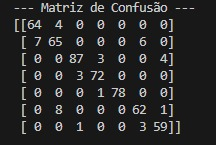 --- Matriz de Confusão ---
[[64  4  0  0  0  0  0]
 [ 7 65  0  0  0  6  0]
 [ 0  0 87  3  0  0  4]
 [ 0  0  3 72  0  0  0]
 [ 0  0  0  1 78  0  0]
 [ 0  8  0  0  0 62  1]
 [ 0  0  1  0  0  3 59]]